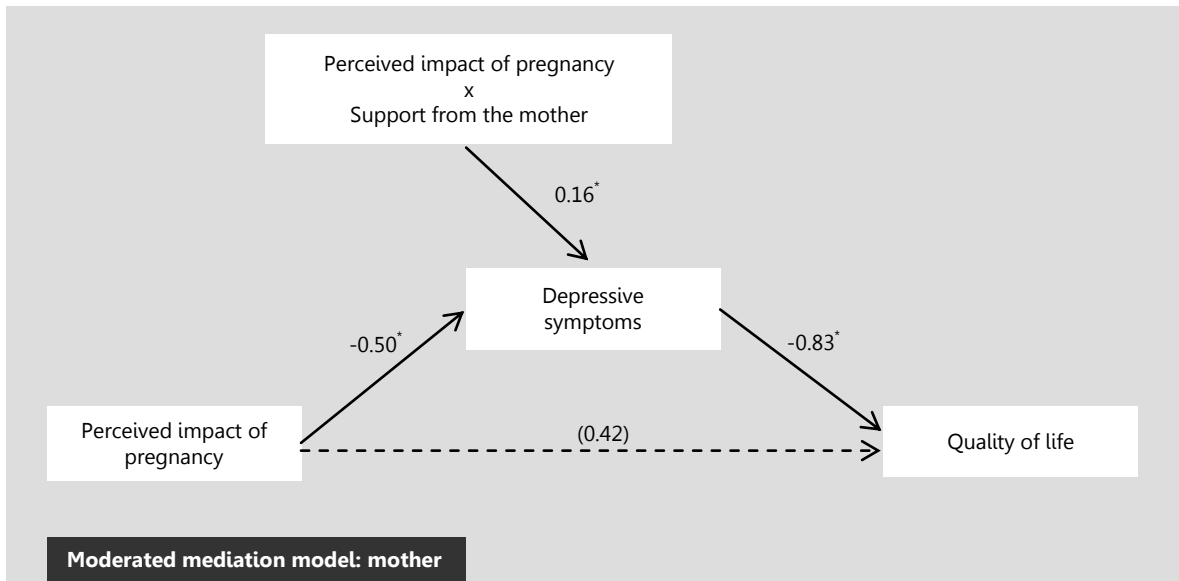 Perceived impact of pregnancy
x
Support from the mother
0.16*
Depressive
symptoms
-0.50*
-0.83*
Perceived impact of
pregnancy
(0.42)
Quality of life
Moderated mediation model: mother